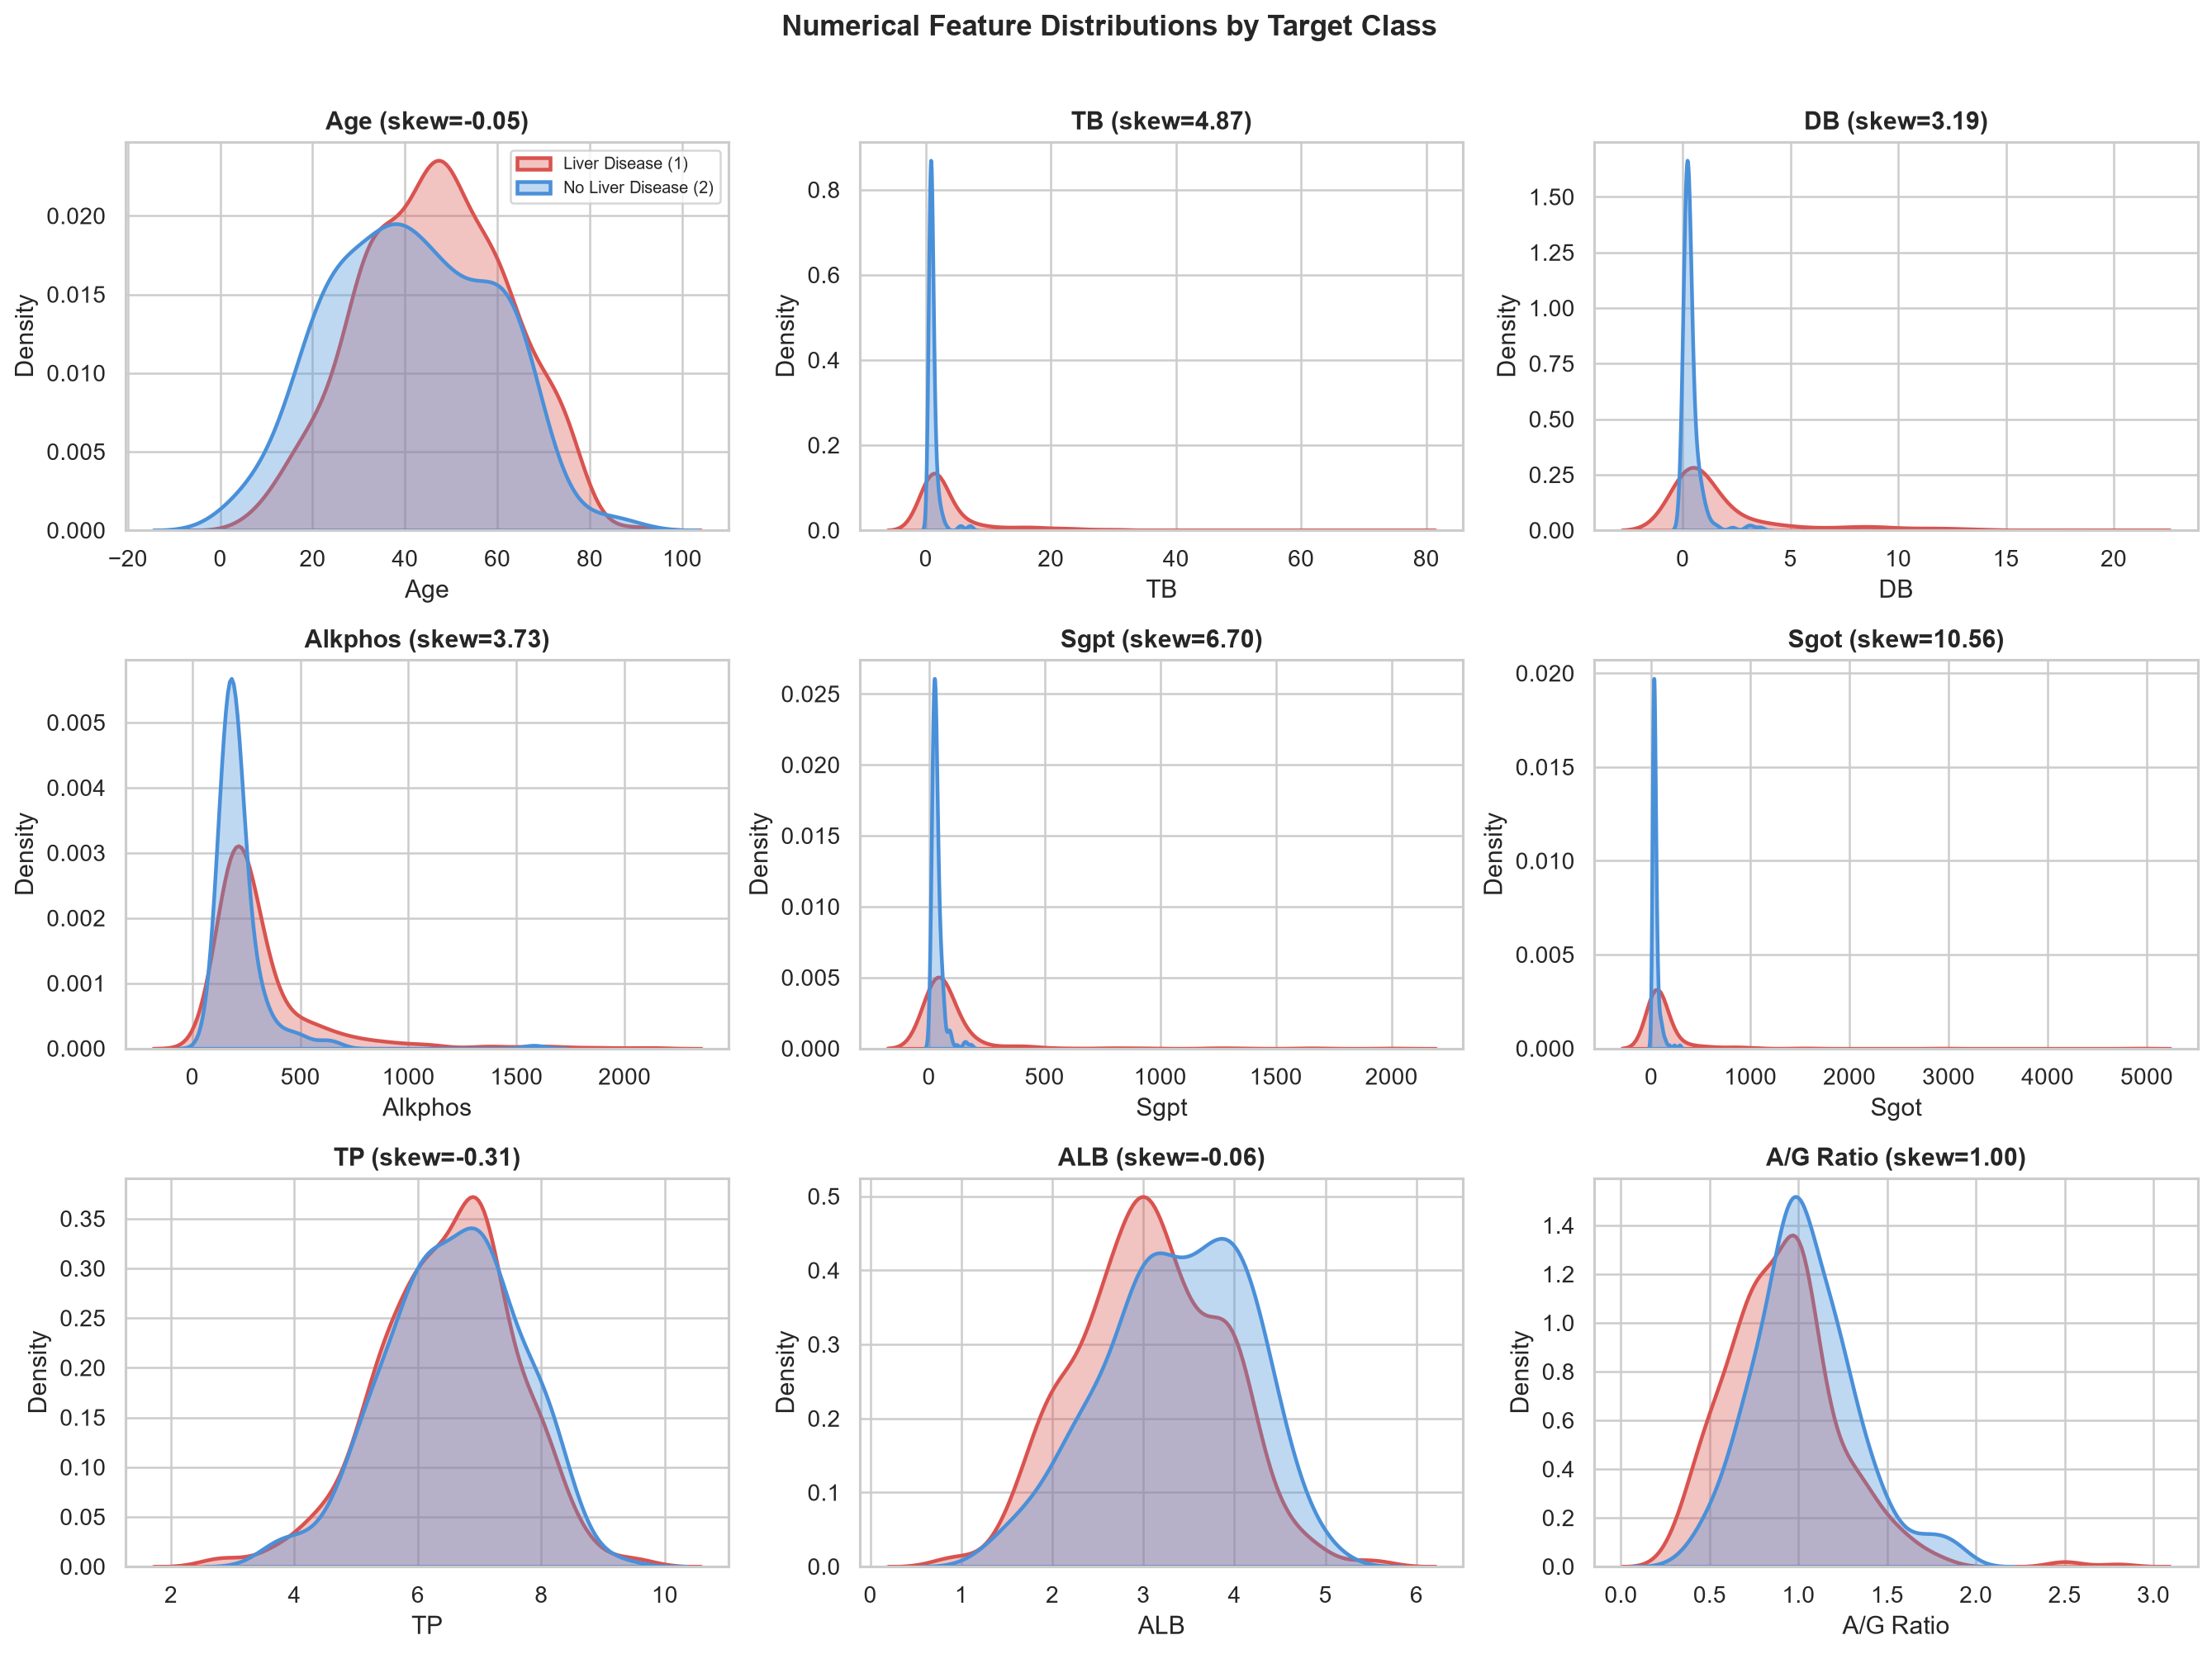 Numerical Feature Distributions by Target Class
Age (skew=-0.05)
Liver Disease (1)
No Liver Disease (2)
Density
0.020
0.015
0.010
0.005
0.000
−20 0 20 40 60 80 100
Age
TB (skew=4.87)
Density
0.8
0.6
0.4
0.2
0.0
0 20 40 60 80
TB
DB (skew=3.19)
Density
1.50
1.25
1.00
0.75
0.50
0.25
0.00
0 5 10 15 20
DB
Alkphos (skew=3.73)
Density
0.005
0.004
0.003
0.002
0.001
0.000
0 500 1000 1500 2000
Alkphos
Sgpt (skew=6.70)
Density
0.025
0.020
0.015
0.010
0.005
0.000
0 500 1000 1500 2000
Sgpt
Sgot (skew=10.56)
Density
0.020
0.015
0.010
0.005
0.000
0 1000 2000 3000 4000 5000
Sgot
TP (skew=-0.31)
Density
0.35
0.30
0.25
0.20
0.15
0.10
0.05
0.00
2 4 6 8 10
TP
ALB (skew=-0.06)
Density
0.5
0.4
0.3
0.2
0.1
0.0
0 1 2 3 4 5 6
ALB
A/G Ratio (skew=1.00)
Density
1.4
1.2
1.0
0.8
0.6
0.4
0.2
0.0
0.0 0.5 1.0 1.5 2.0 2.5 3.0
A/G Ratio